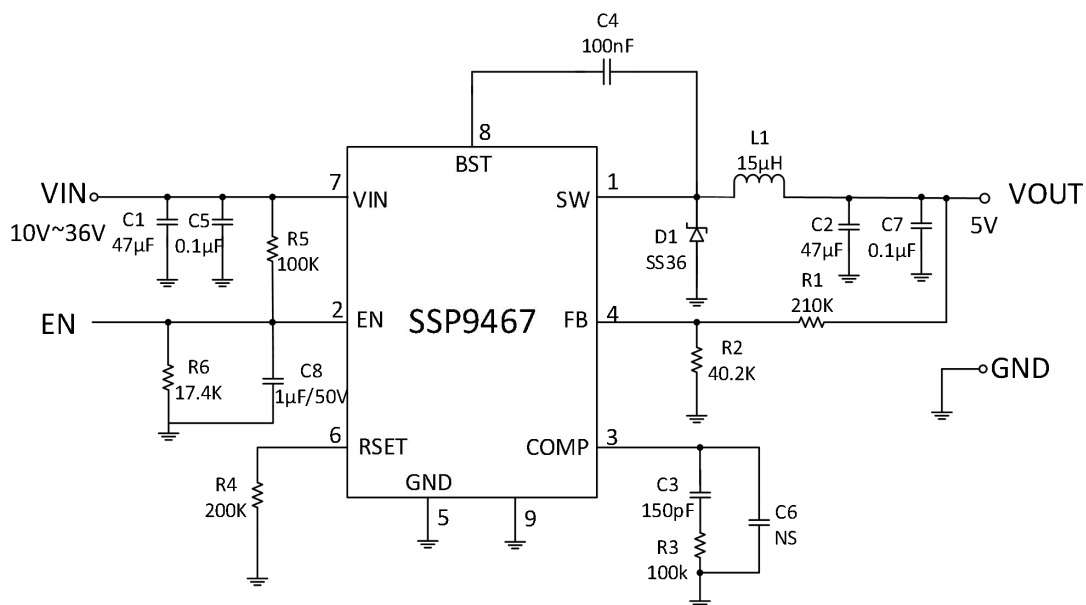 C4
100nF
8
BST
L1
15μH
VIN
7
VIN
SW
1
VOUT
10V~36V
C1
47μF
C5
0.1μF
R5
100K
D1
SS36
C2
47μF
C7
0.1μF
5V
R1
210K
EN
2
EN
SSP9467
FB
4
R6
17.4K
C8
1μF/50V
R2
40.2K
GND
6
RSET
COMP
3
R4
200K
GND
5
9
C3
150pF
R3
100k
C6
NS